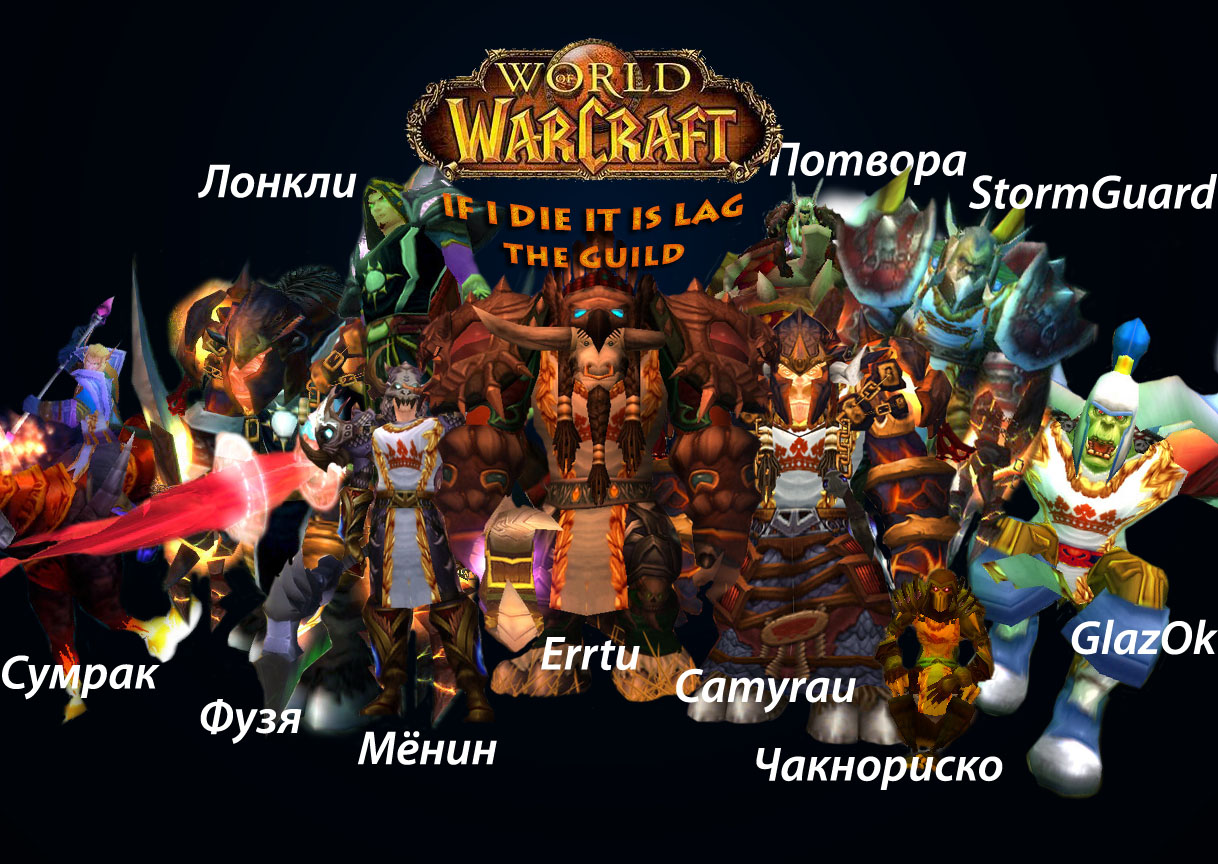 WORLD
OF
WARCRAFT
IF I DIE IT IS LAG
THE GUILD
Лонкли
Потвора
StormGuard
Errtu
GlazOk
Сумрак
Camyrau
Фузя
Мёнин
Чакнориско